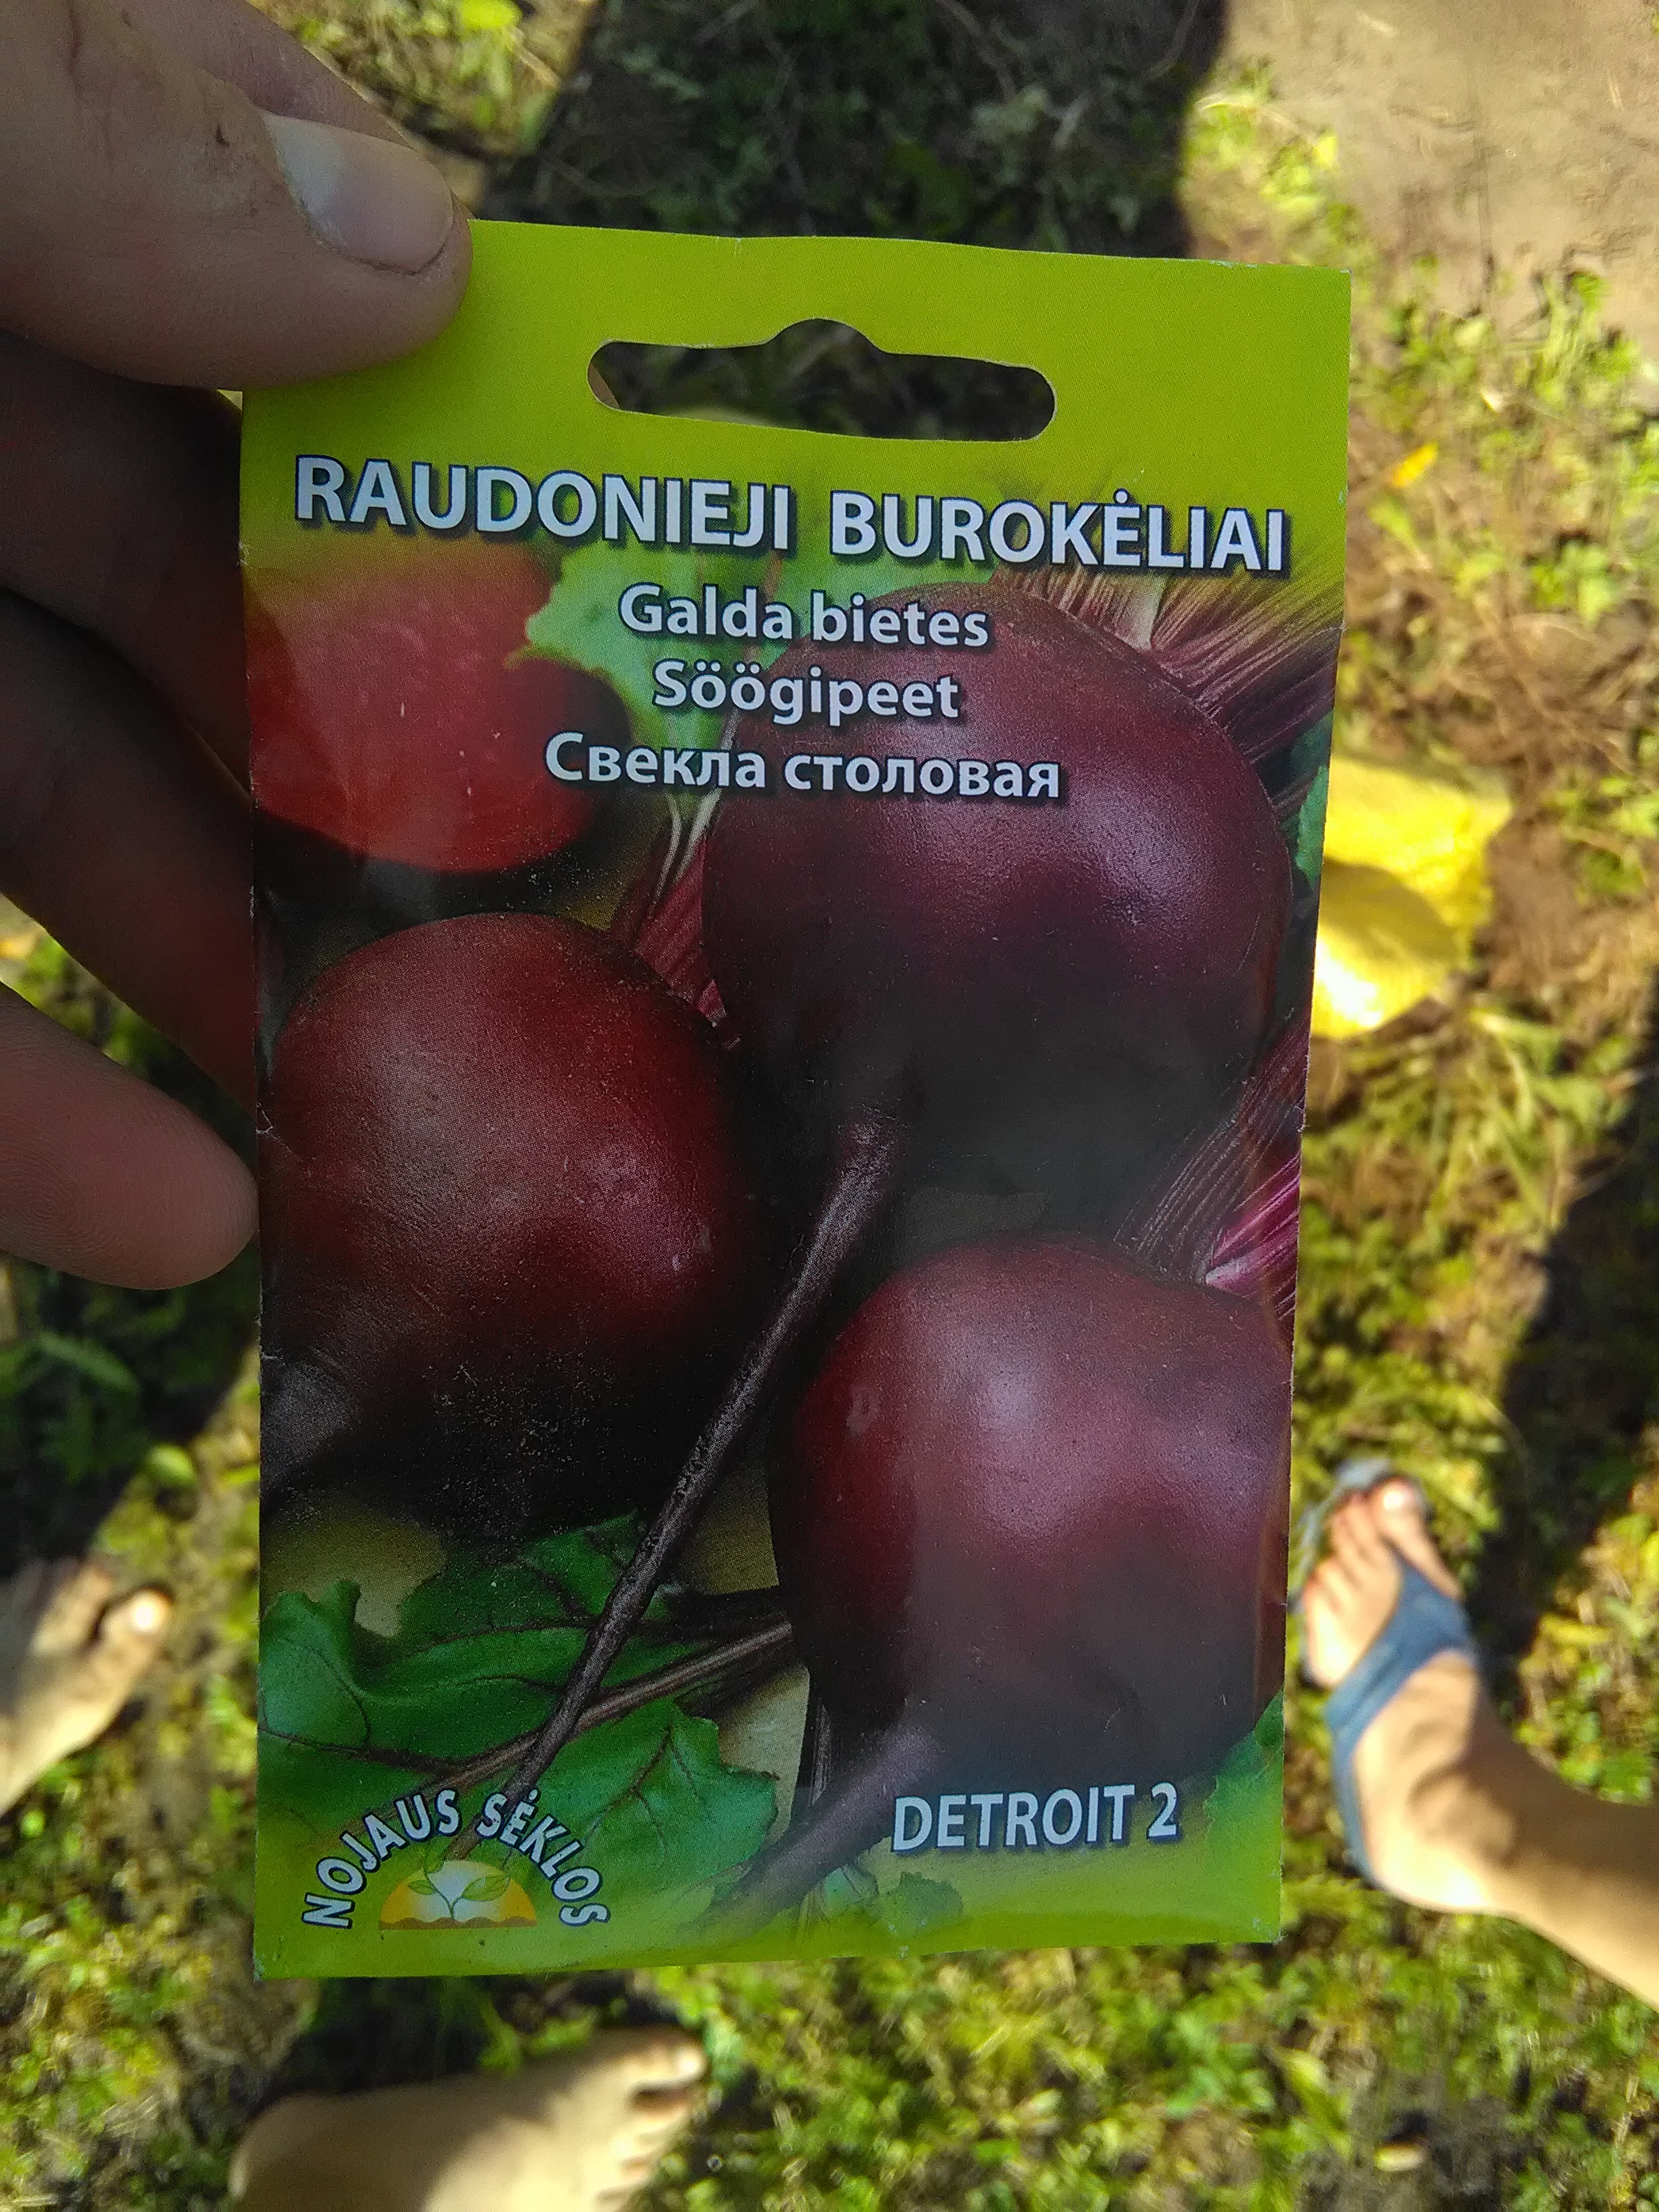 RAUDONIEJI BUROKĖLIAI
Galda bietes
Söögipeet
Свекла столовая
NOJAUS SĖKLOS
DETROIT 2